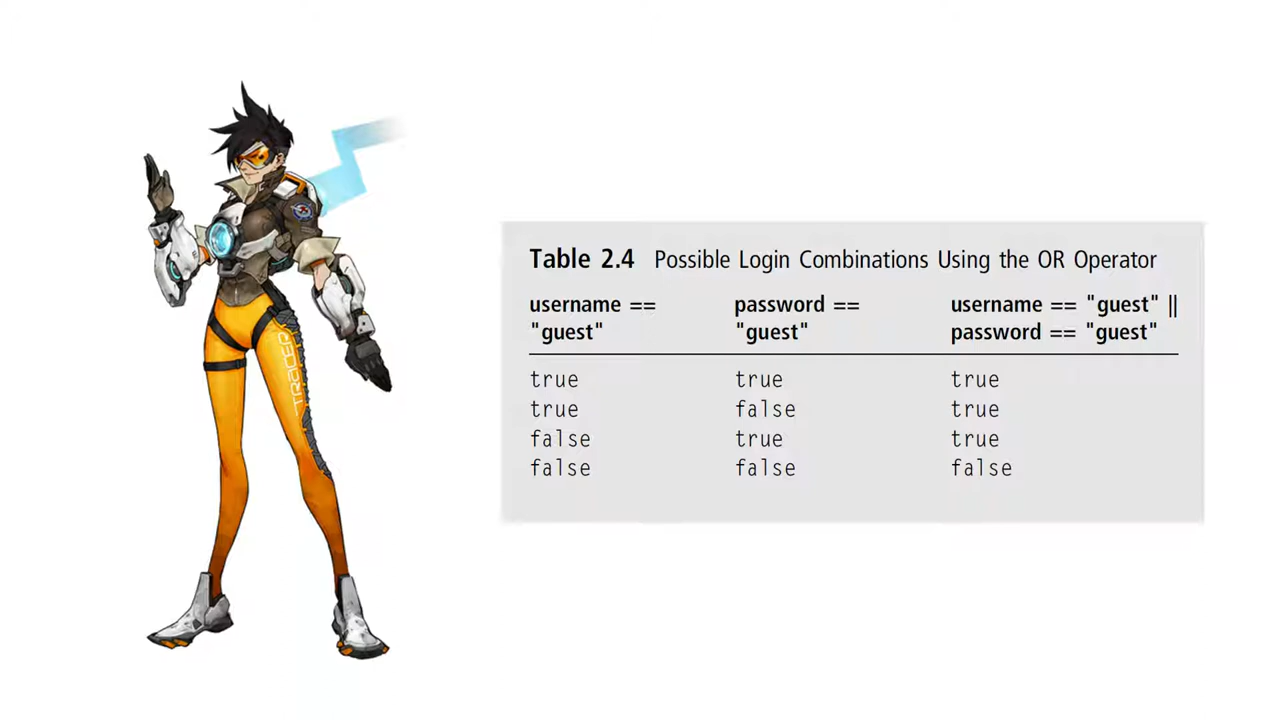 TRACER
Table 2.4 Possible Login Combinations Using the OR Operator
username == password == username == "guest" ||
"guest" "guest" password == "guest"
true true true
true false true
false true true
false false false